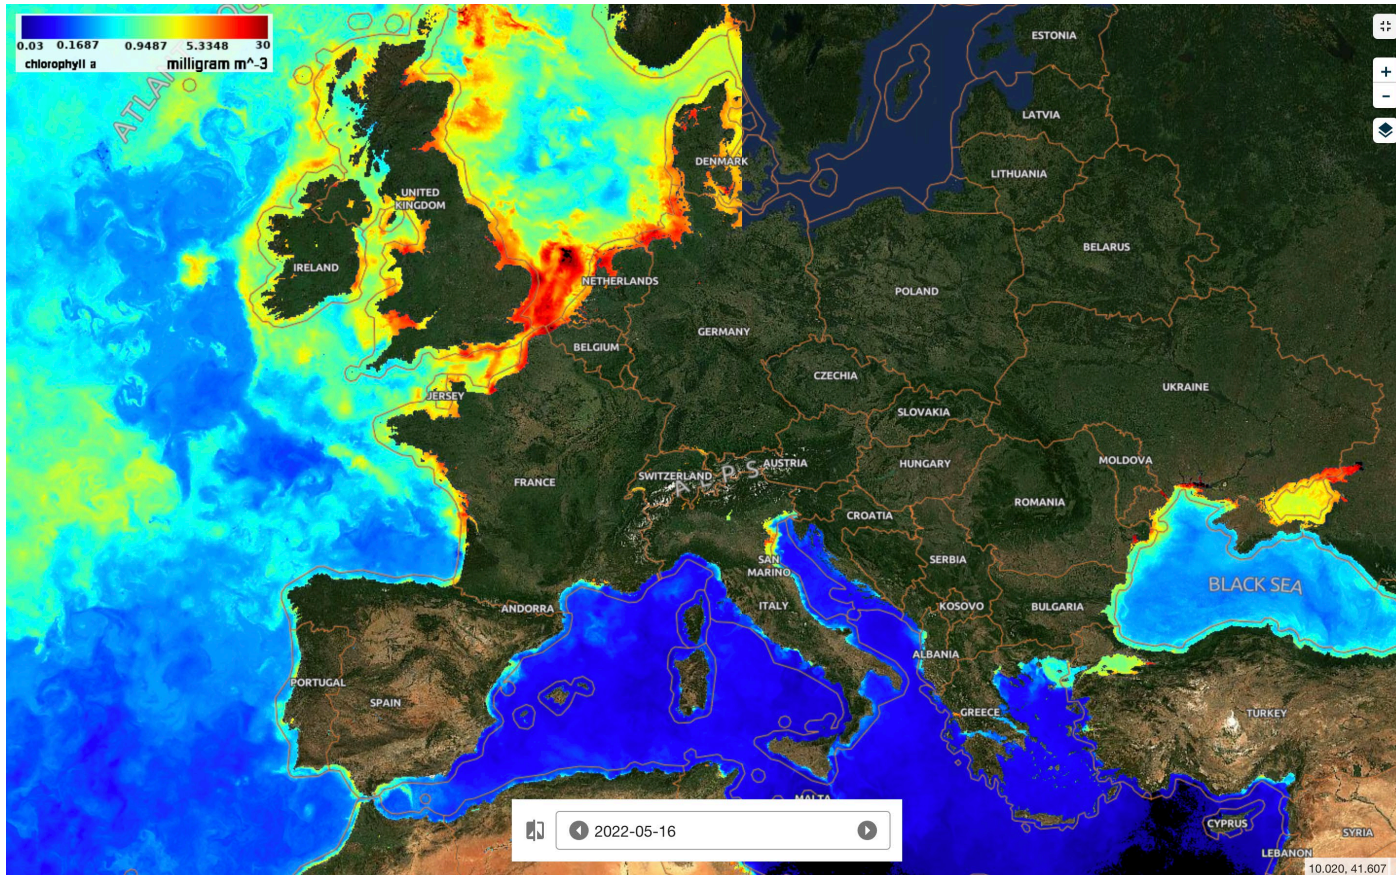 0.03 0.1687 0.9487 5.3348 30
chlorophyll a milligram m^-3
ESTONIA
LATVIA
DENMARK
LITHUANIA
UNITED
KINGDOM
BELARUS
IRELAND
NETHERLANDS
POLAND
GERMANY
BELGIUM
CZECHIA
UKRAINE
JERSEY
SLOVAKIA
MOLDOVA
AUSTRIA
HUNGARY
SWITZERLAND
ALPS
FRANCE
ROMANIA
CROATIA
SAN
MARINO
SERBIA
BLACK SEA
ANDORRA
ITALY
KOSOVO
BULGARIA
ALBANIA
PORTUGAL
SPAIN
GREECE
TURKEY
MALTA
2022-05-16
CYPRUS
SYRIA
LEBANON
10.020, 41.607